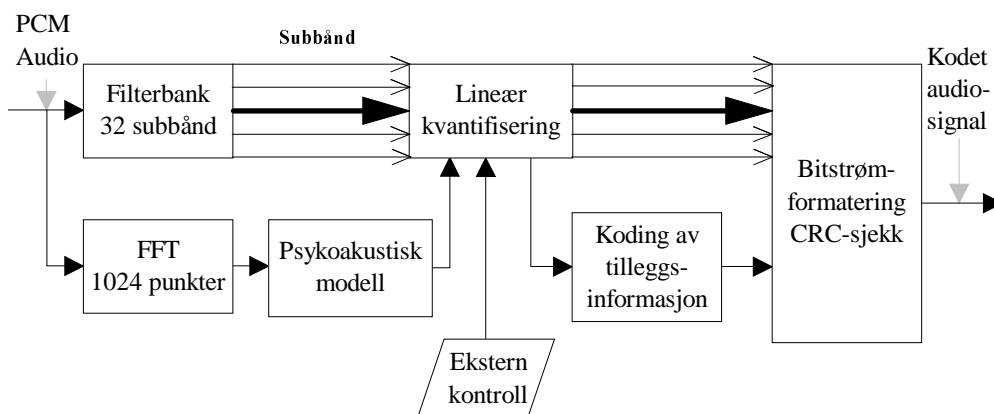 PCM
Audio
Subbånd
Kodet
audio-
signal
Filterbank
32 subbånd
Lineær
kvantifisering
Bitstrøm-
formatering
CRC-sjekk
FFT
1024 punkter
Psykoakustisk
modell
Koding av
tilleggs-
informasjon
Ekstern
kontroll